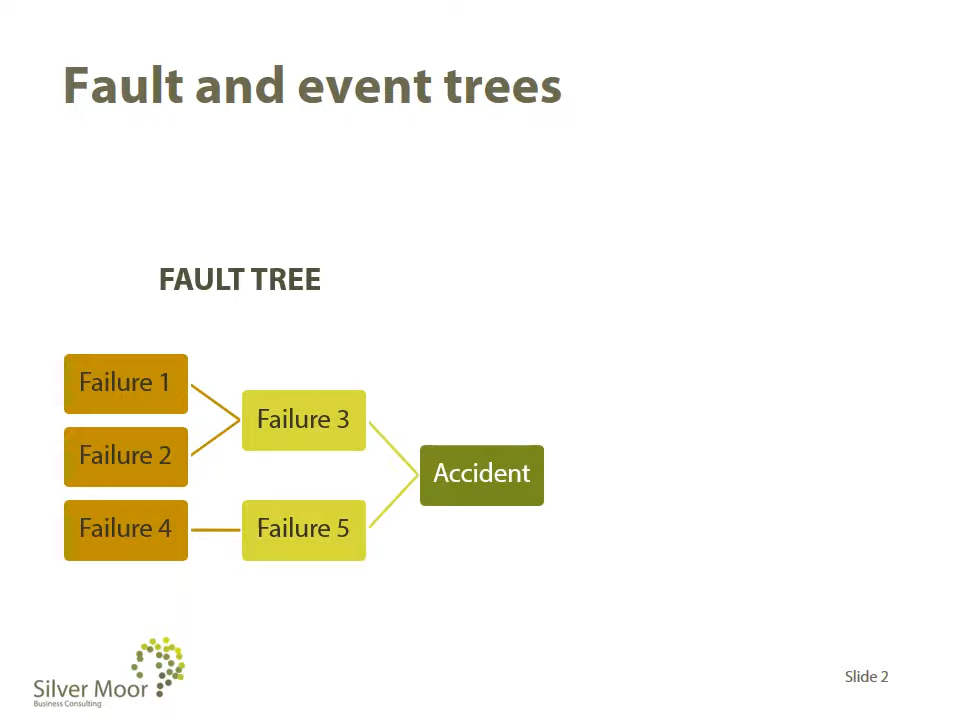 Fault and event trees
FAULT TREE
Failure 1
Failure 2
Failure 4
Failure 3
Failure 5
Accident
Silver Moor
Business Consulting
Slide 2